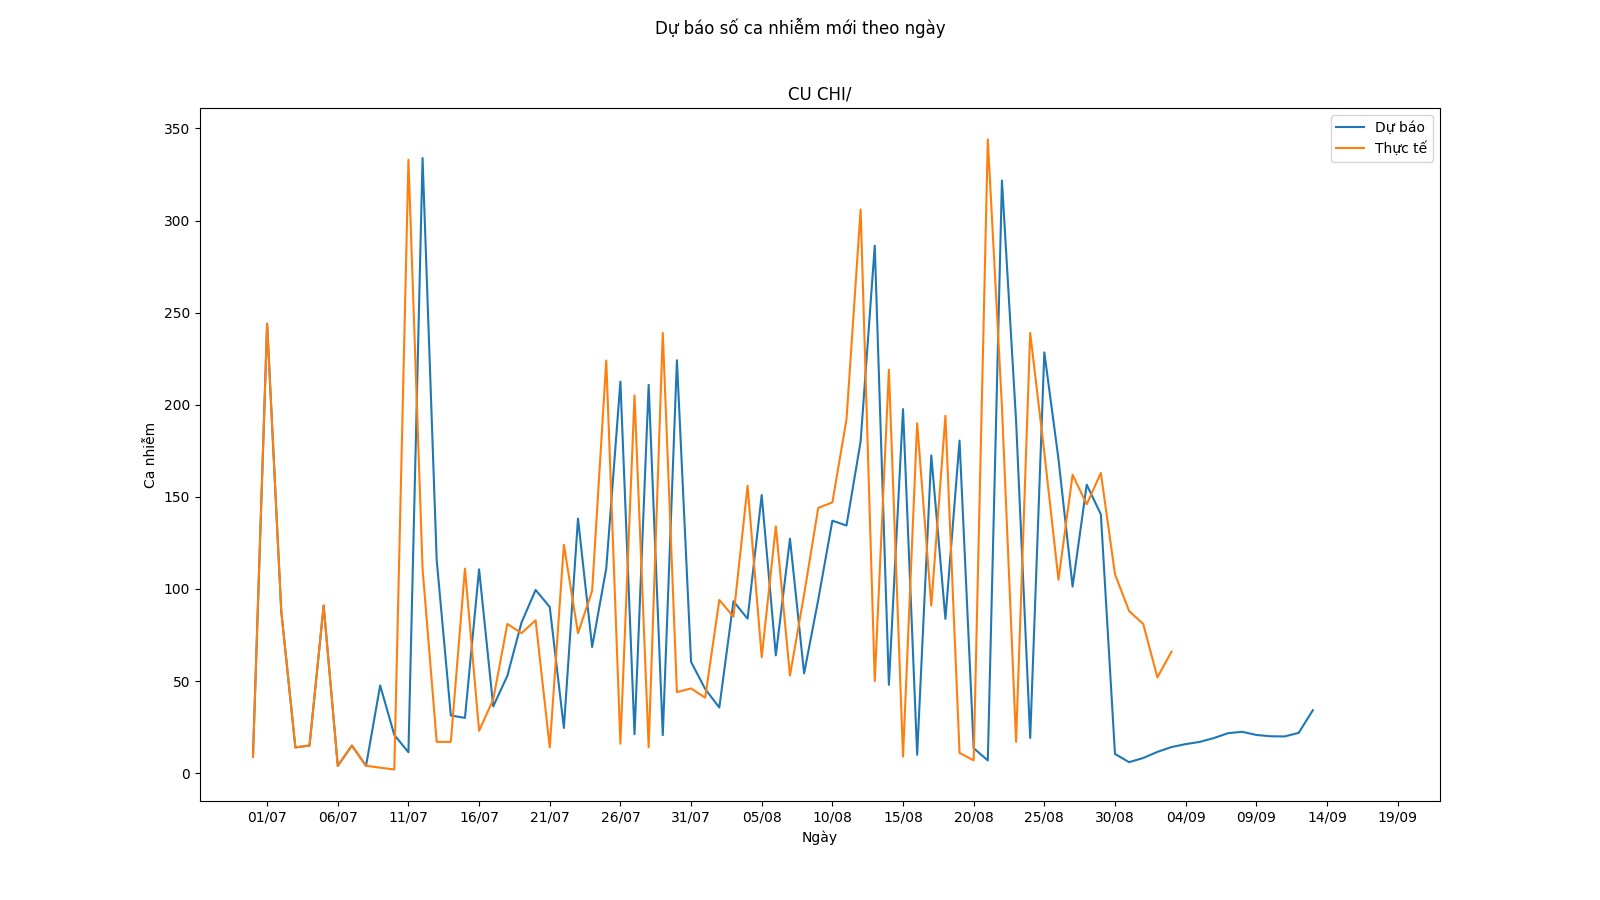 Dự báo số ca nhiễm mới theo ngày
CU CHI/
Dự báo
Thực tế
350
300
250
200
150
100
50
0
Ca nhiễm
01/07 06/07 11/07 16/07 21/07 26/07 31/07 05/08 10/08 15/08 20/08 25/08 30/08 04/09 09/09 14/09 19/09
Ngày